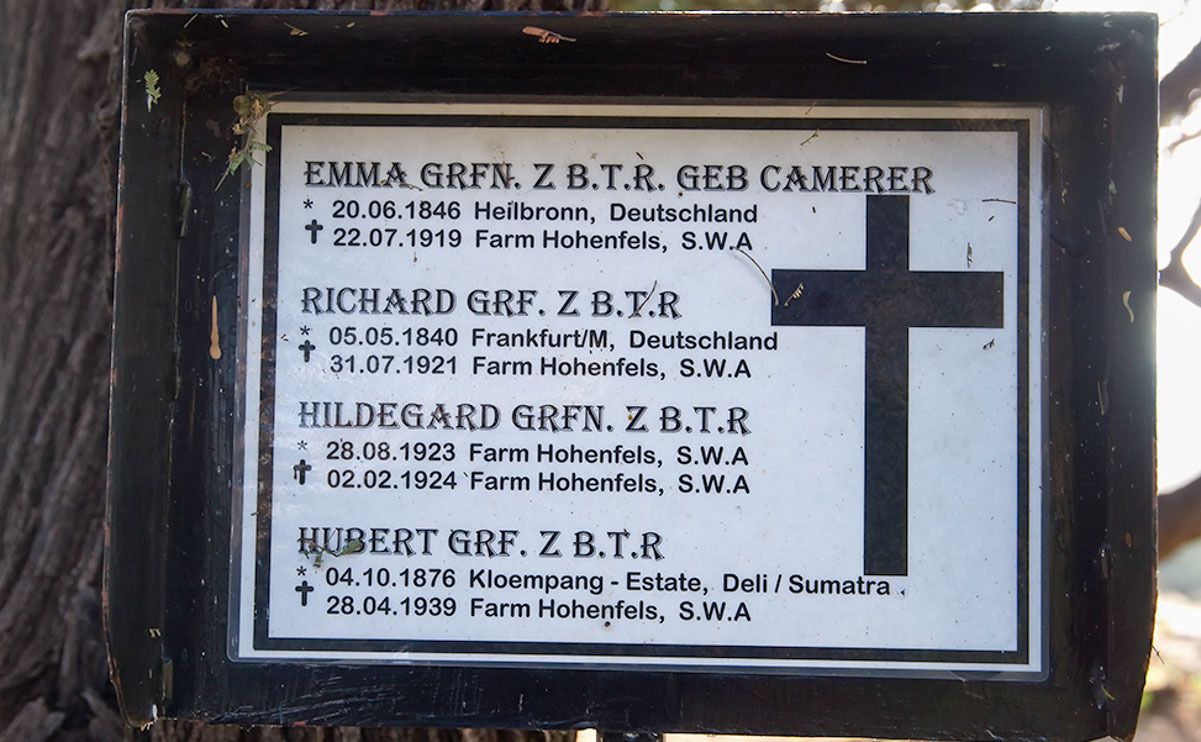 EMMA GRFN. Z B.T.R. GEB CAMERER
* 20.06.1846 Heilbronn, Deutschland
✝ 22.07.1919 Farm Hohenfels, S.W.A
RICHARD GRF. Z B.T.R
* 05.05.1840 Frankfurt/M, Deutschland
✝ 31.07.1921 Farm Hohenfels, S.W.A
HILDEGARD GRFN. Z B.T.R
* 28.08.1923 Farm Hohenfels, S.W.A
✝ 02.02.1924 Farm Hohenfels, S.W.A
HUBERT GRF. Z B.T.R
* 04.10.1876 Kloempang - Estate, Deli / Sumatra
✝ 28.04.1939 Farm Hohenfels, S.W.A